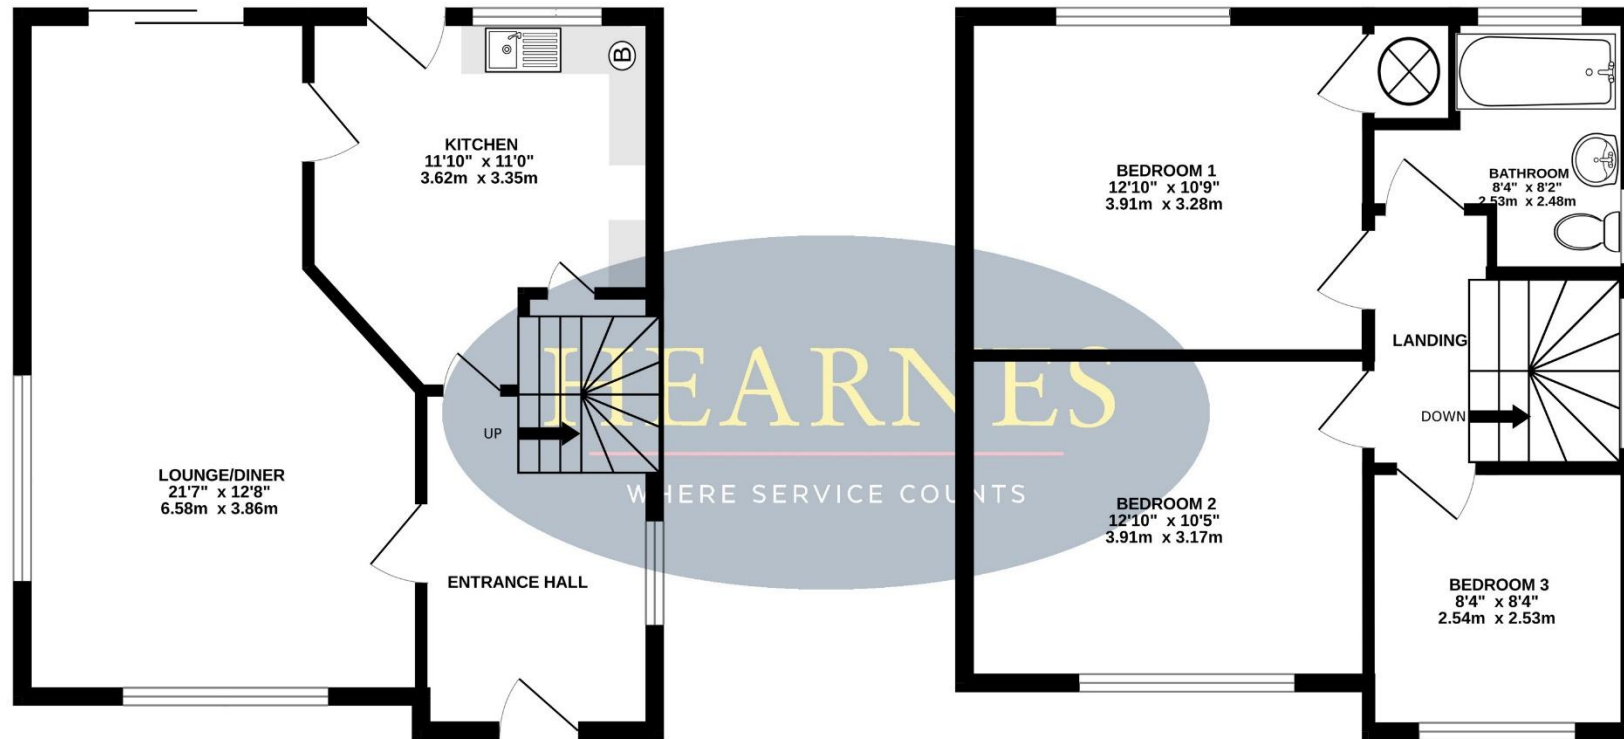 KITCHEN
11'10" x 11'0"
3.62m x 3.35m
B
LOUNGE/DINER
21'7" x 12'8"
6.58m x 3.86m
UP
ENTRANCE HALL
BEDROOM 1
12'10" x 10'9"
3.91m x 3.28m
BATHROOM
8'4" x 8'2"
2.53m x 2.48m
LANDING
DOWN
BEDROOM 2
12'10" x 10'5"
3.91m x 3.17m
BEDROOM 3
8'4" x 8'4"
2.54m x 2.53m
HEARNES
WHERE SERVICE COUNTS